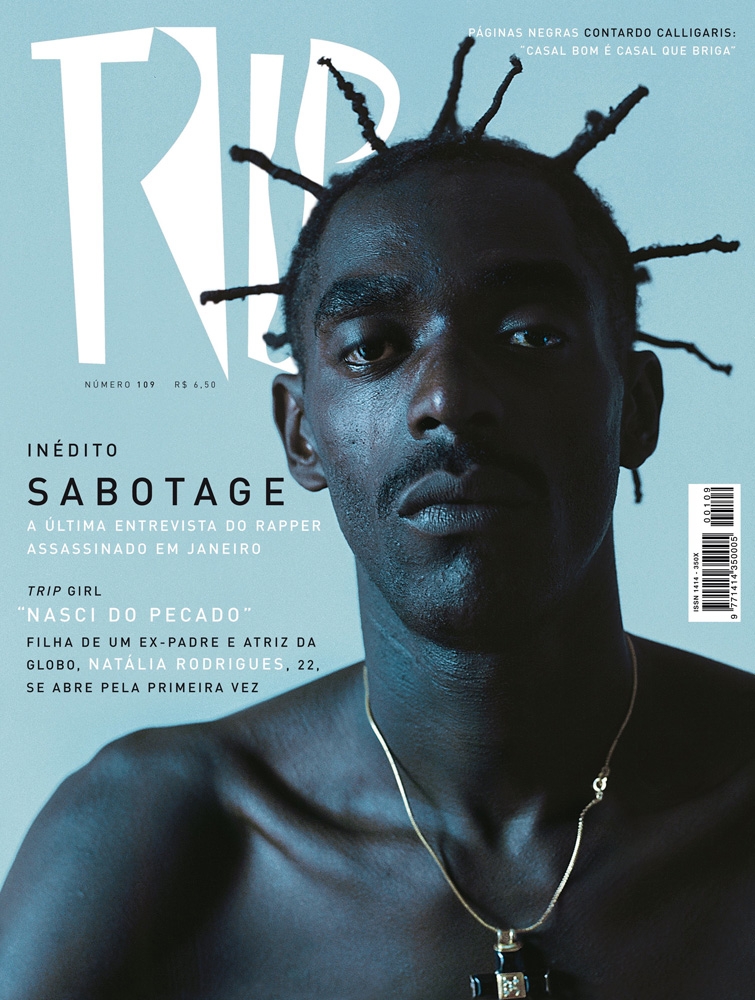 TRIP
PÁGINAS NEGRAS CONTARDO CALLIGARIS:
“CASAL BOM É CASAL QUE BRIGA”
NÚMERO 109 R$ 6,50
INÉDITO
SABOTAGE
A ÚLTIMA ENTREVISTA DO RAPPER
ASSASSINADO EM JANEIRO
TRIP GIRL
“NASCI DO PECADO”
FILHA DE UM EX-PADRE E ATRIZ DA
GLOBO, NATÁLIA RODRIGUES, 22,
SE ABRE PELA PRIMEIRA VEZ
ISSN 1414 - 350X
00109
9 771414 350005